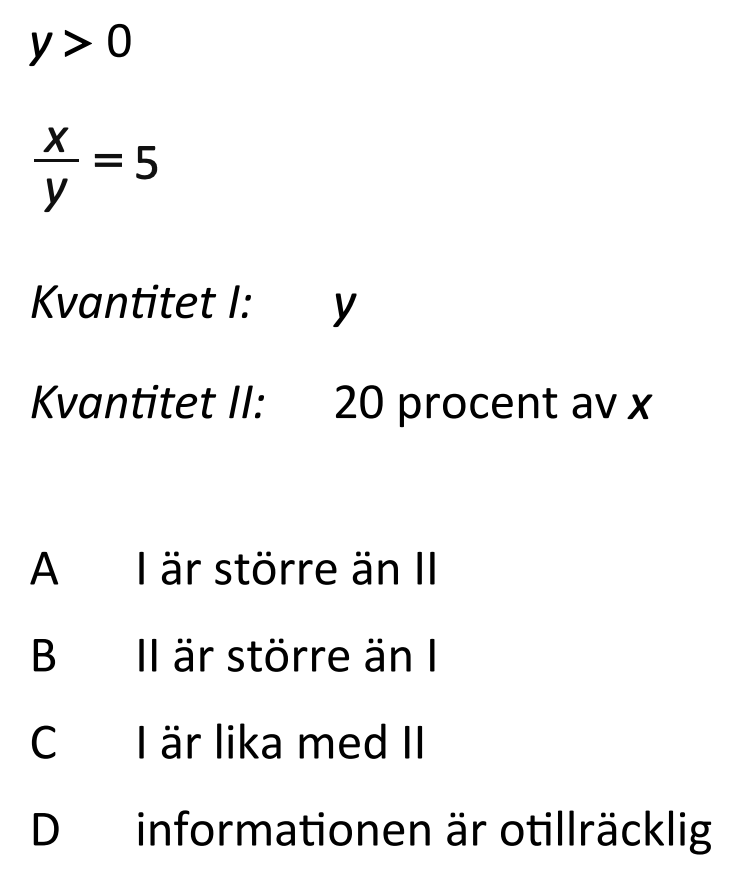 y > 0
x/y = 5
Kvantitet I: y
Kvantitet II: 20 procent av x
A I är större än II
B II är större än I
C I är lika med II
D informationen är otillräcklig